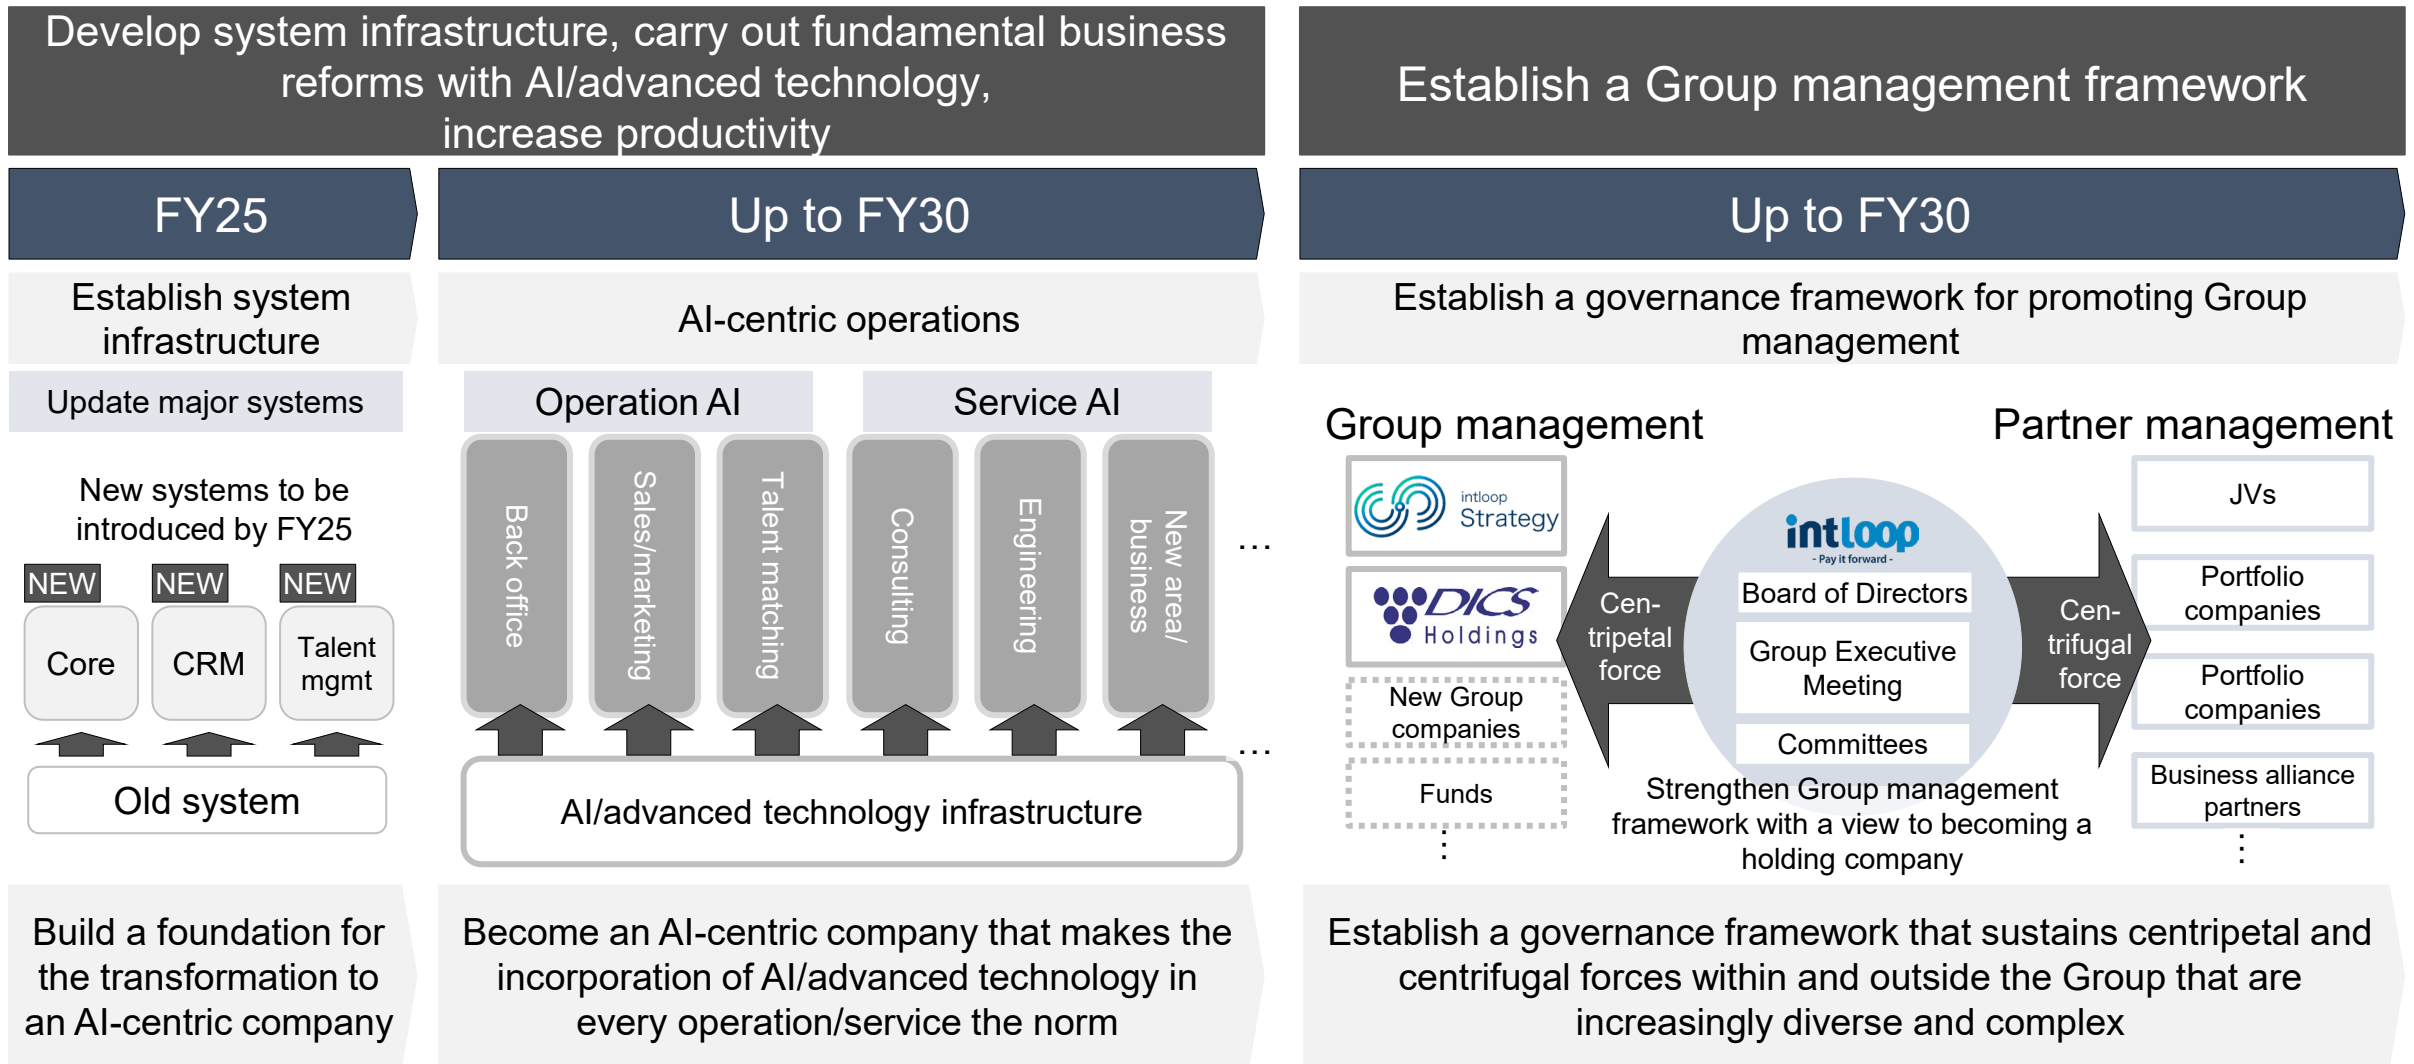 Develop system infrastructure, carry out fundamental business
reforms with AI/advanced technology,
increase productivity
FY25
Up to FY30
Establish system
infrastructure
AI-centric operations
Update major systems
Operation AI
Service AI
New systems to be
introduced by FY25
NEW
NEW
NEW
Core
CRM
Talent
mgmt
Old system
Back office
Sales/marketing
Talent matching
Consulting
Engineering
New area/
business
...
...
AI/advanced technology infrastructure
Build a foundation for
the transformation to
an AI-centric company
Become an AI-centric company that makes the
incorporation of AI/advanced technology in
every operation/service the norm
Establish a Group management framework
Up to FY30
Establish a governance framework for promoting Group
management
Group management
Partner management
intloop
Strategy
DICS
Holdings
New Group
companies
Funds
⋮
Cen-
tripetal
force
intloop
- Pay it forward -
Board of Directors
Group Executive
Meeting
Committees
Cen-
trifugal
force
Strengthen Group management
framework with a view to becoming a
holding company
JVs
Portfolio
companies
Portfolio
companies
Business alliance
partners
⋮
Establish a governance framework that sustains centripetal and
centrifugal forces within and outside the Group that are
increasingly diverse and complex